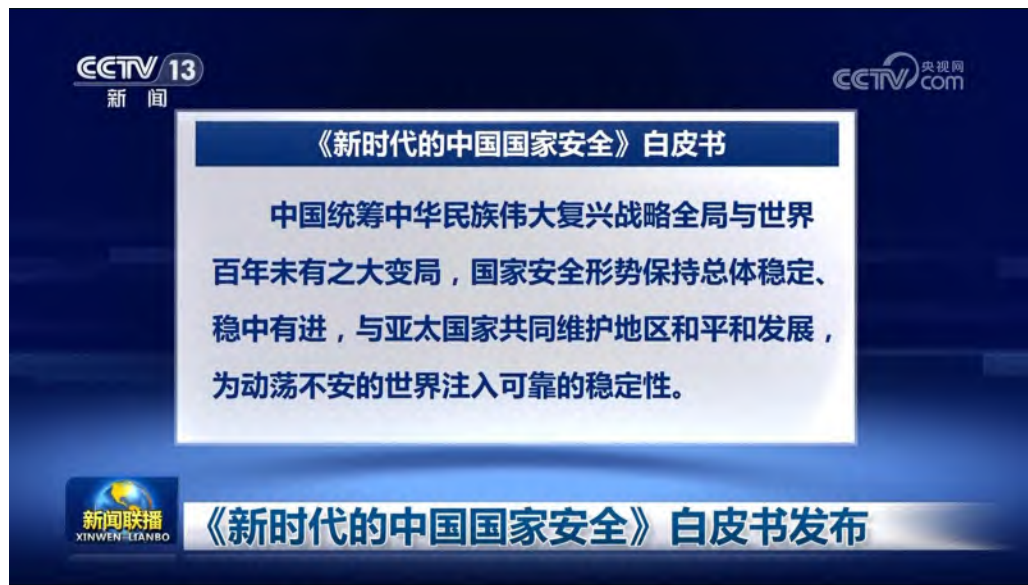 CCTV 13
新 闻
CCTV 央视网
com
《新时代的中国国家安全》白皮书
中国统筹中华民族伟大复兴战略全局与世界
百年未有之大变局，国家安全形势保持总体稳定、
稳中有进，与亚太国家共同维护地区和平和发展，
为动荡不安的世界注入可靠的稳定性。
新闻联播
XINWEN LIANBO
《新时代的中国国家安全》白皮书发布